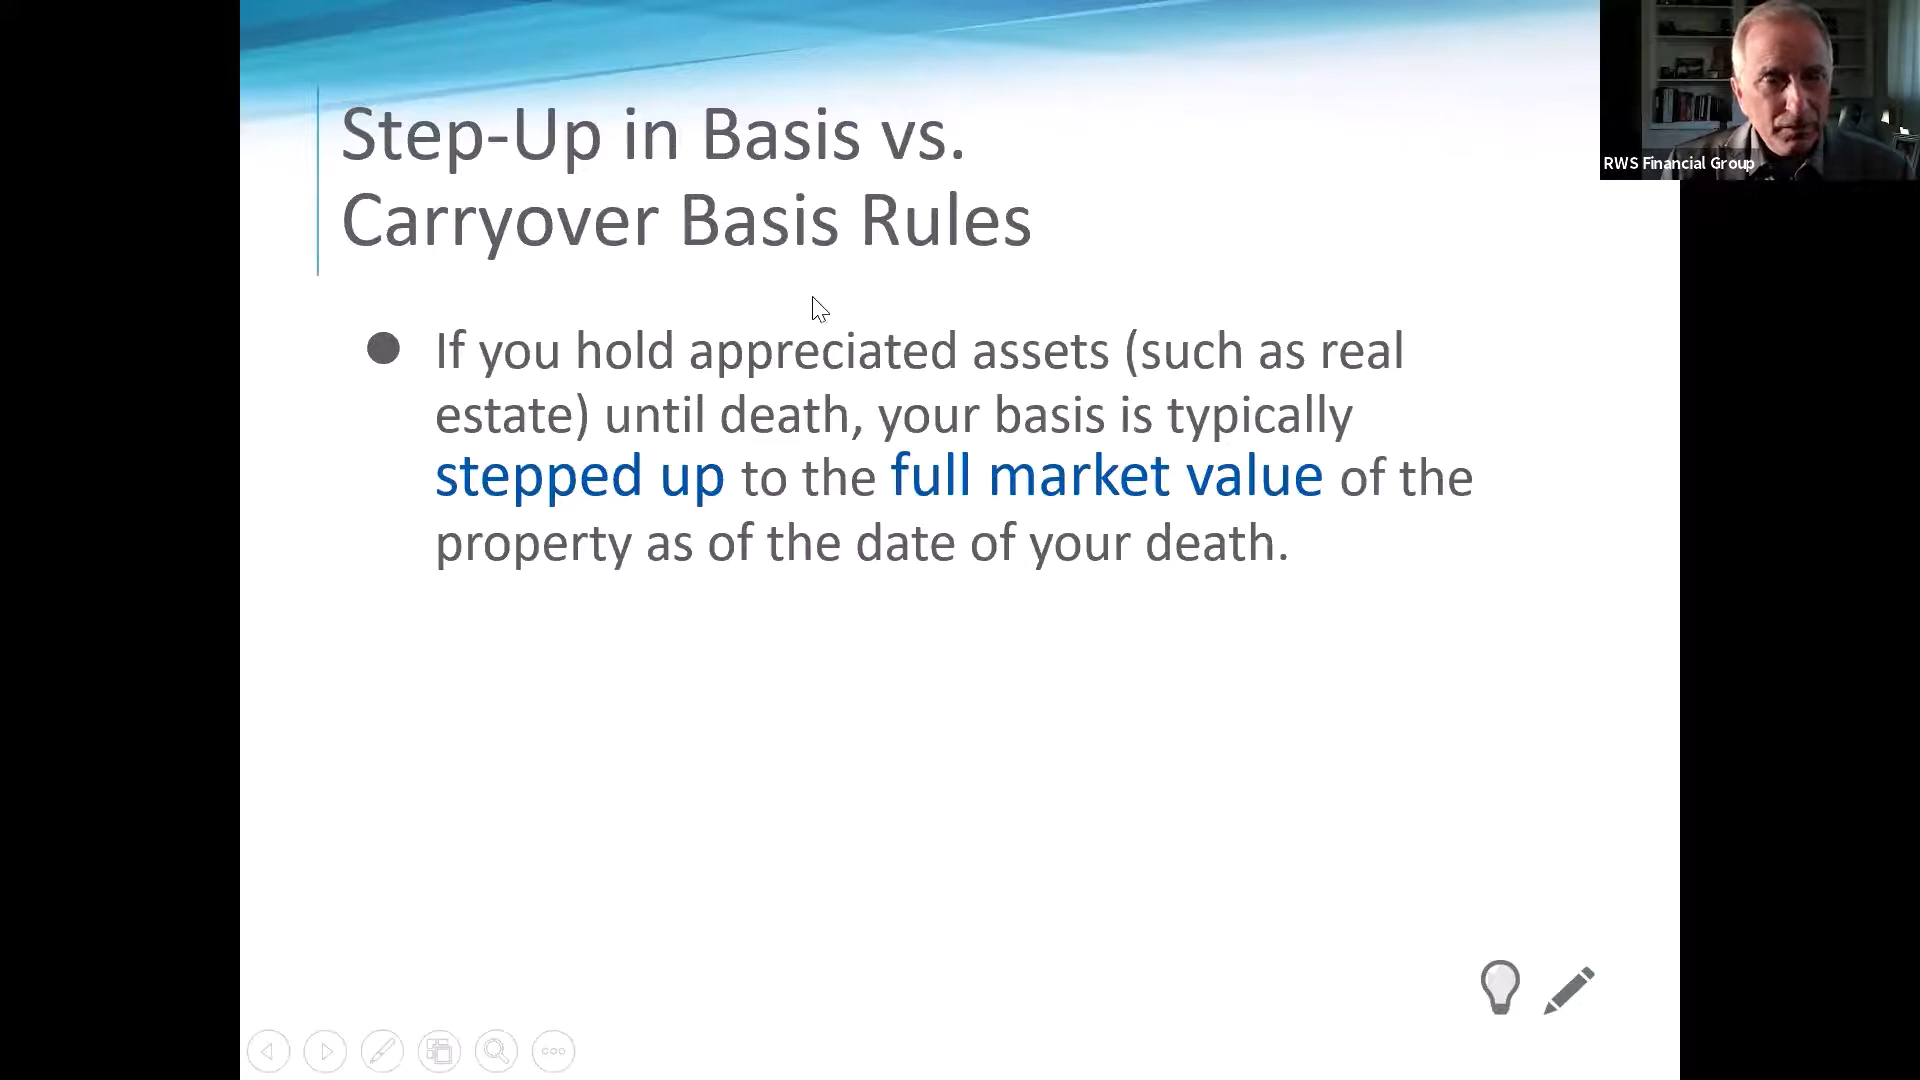 Step-Up in Basis vs.
Carryover Basis Rules
RWS Financial Group
If you hold appreciated assets (such as real
estate) until death, your basis is typically
stepped up to the full market value of the
property as of the date of your death.